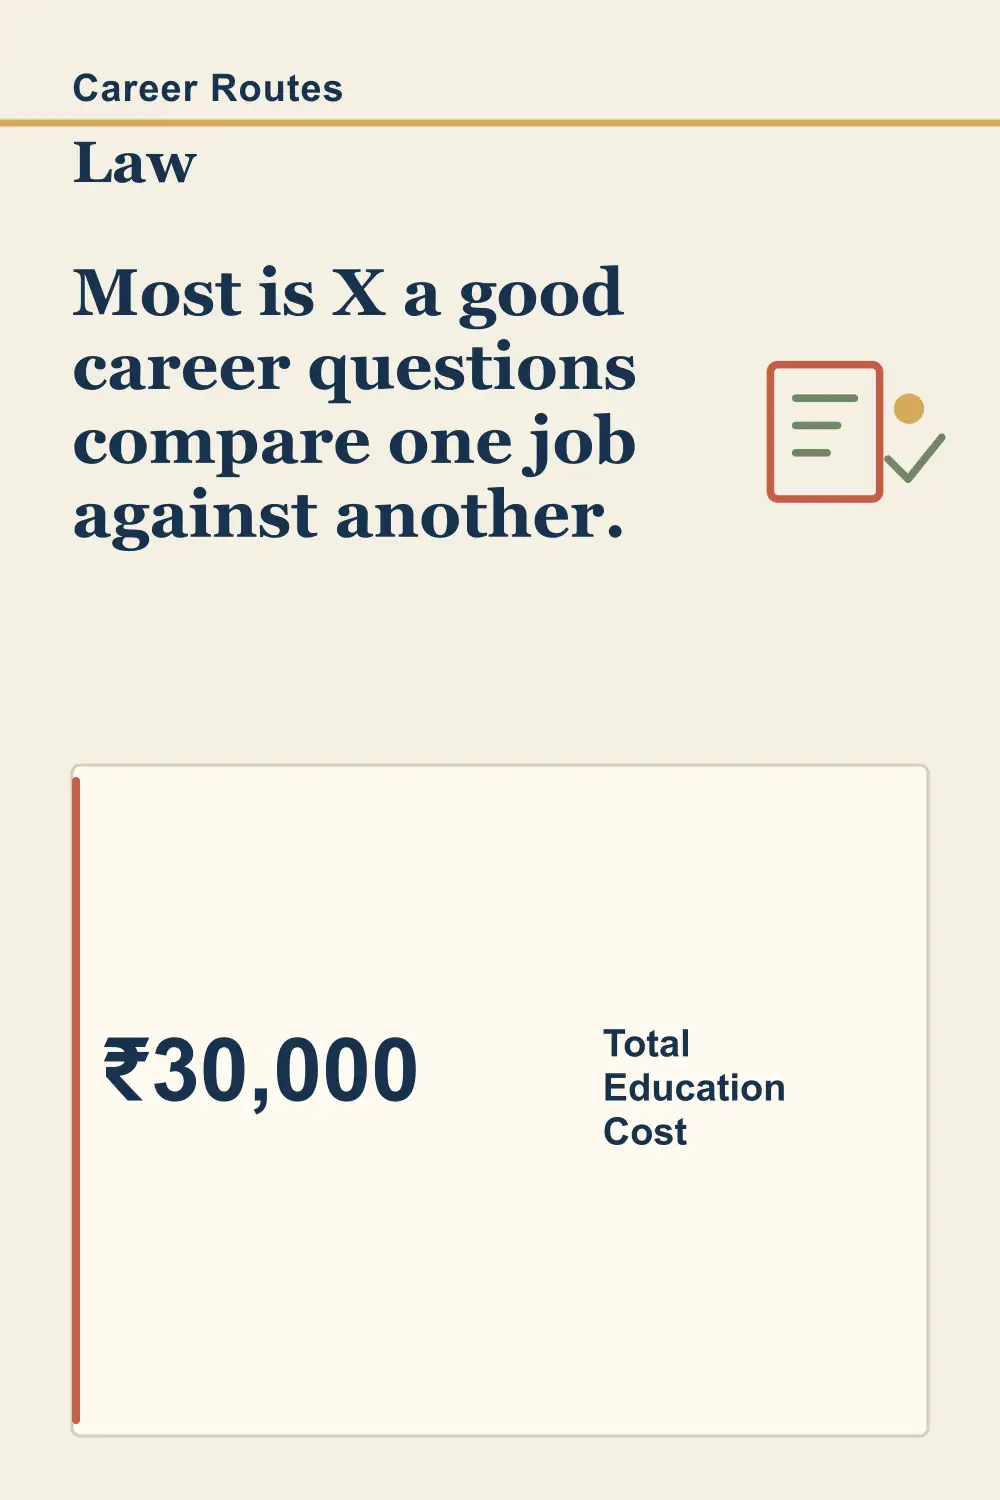 Career Routes
Law
Most is X a good
career questions
compare one job
against another.
₹30,000
Total
Education
Cost